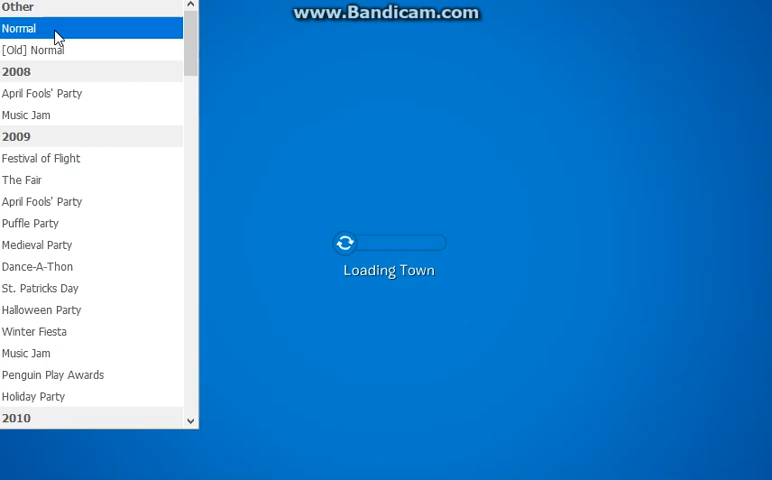 www.Bandicam.com
Other
Normal
[Old] Normal
2008
April Fools' Party
Music Jam
2009
Festival of Flight
The Fair
April Fools' Party
Puffle Party
Medieval Party
Dance-A-Thon
St. Patricks Day
Halloween Party
Winter Fiesta
Music Jam
Penguin Play Awards
Holiday Party
2010
Loading Town